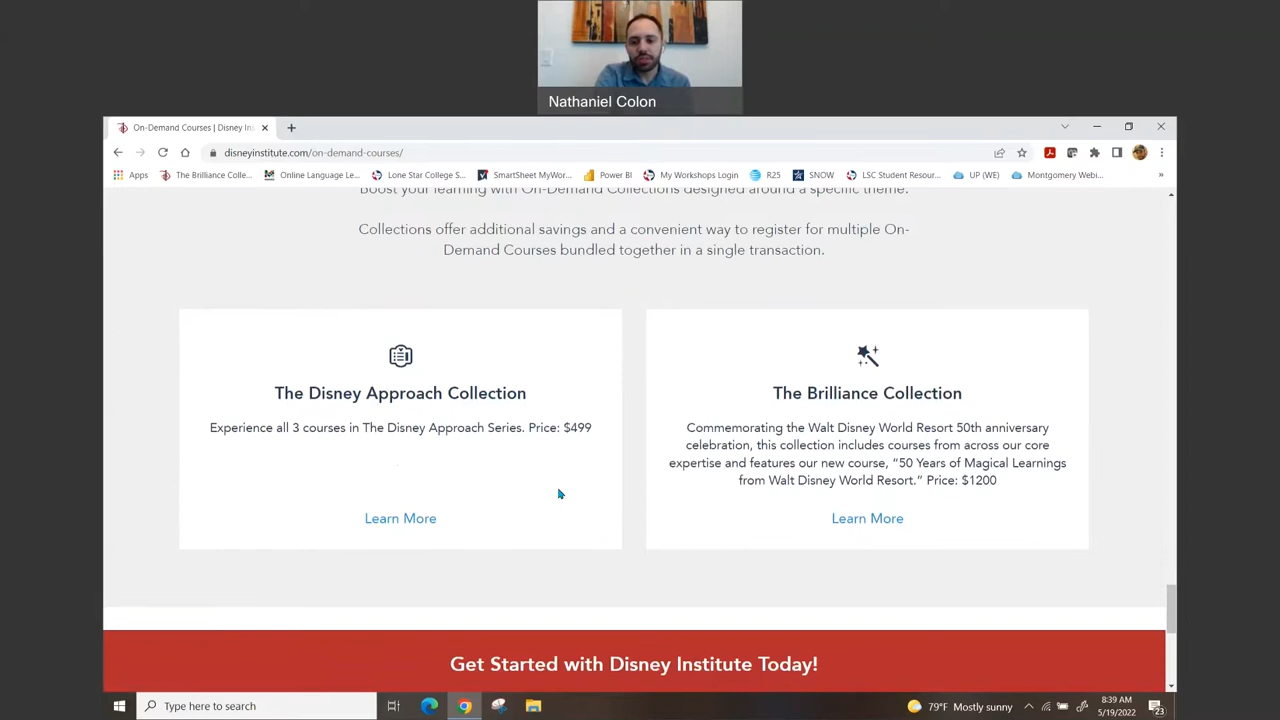 Nathaniel Colon
On-Demand Courses | Disney Ins
disneyinstitute.com/on-demand-courses/
Apps
The Brilliance Colle...
Online Language Le...
Lone Star College S...
SmartSheet MyWor...
Power BI
My Workshops Login
R25
SNOW
LSC Student Resour...
UP (WE)
Montgomery Webi...
»
Boost your learning with On-Demand Collections designed around a specific theme.
Collections offer additional savings and a convenient way to register for multiple On-
Demand Courses bundled together in a single transaction.
The Disney Approach Collection
Experience all 3 courses in The Disney Approach Series. Price: $499
Learn More
The Brilliance Collection
Commemorating the Walt Disney World Resort 50th anniversary
celebration, this collection includes courses from across our core
expertise and features our new course, “50 Years of Magical Learnings
from Walt Disney World Resort.” Price: $1200
Learn More
Get Started with Disney Institute Today!
Type here to search
79°F Mostly sunny
8:39 AM
5/19/2022
23